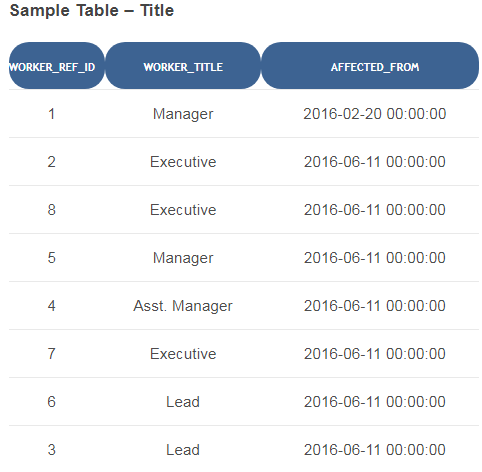 Sample Table – Title
WORKER_REF_ID WORKER_TITLE AFFECTED_FROM
1 Manager 2016-02-20 00:00:00
2 Executive 2016-06-11 00:00:00
8 Executive 2016-06-11 00:00:00
5 Manager 2016-06-11 00:00:00
4 Asst. Manager 2016-06-11 00:00:00
7 Executive 2016-06-11 00:00:00
6 Lead 2016-06-11 00:00:00
3 Lead 2016-06-11 00:00:00